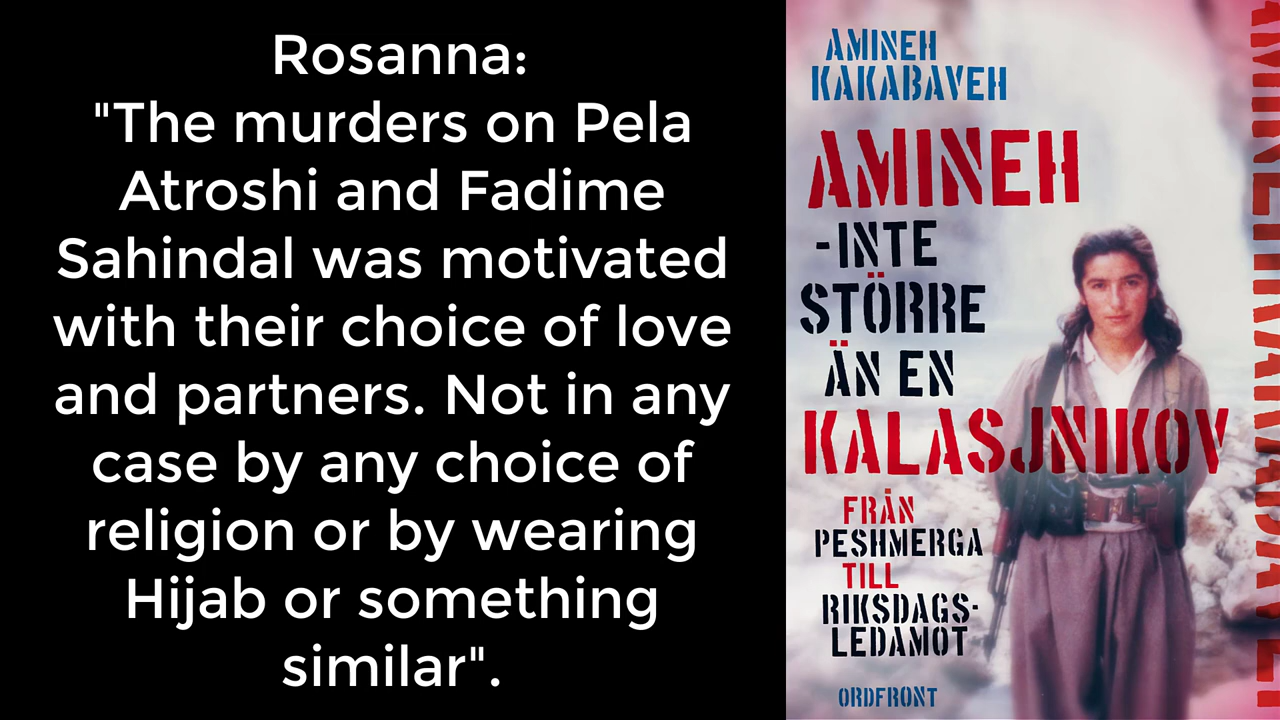 Rosanna:
"The murders on Pela
Atroshi and Fadime
Sahindal was motivated
with their choice of love
and partners. Not in any
case by any choice of
religion or by wearing
Hijab or something
similar".
AMINEH
KAKABAVEH
AMINEH
-INTE
STÖRRE
ÄN EN
KALASJNIKOV
FRÅN
PESHMERGA
TILL
RIKSDAGS-
LEDAMOT
ORDFRONT